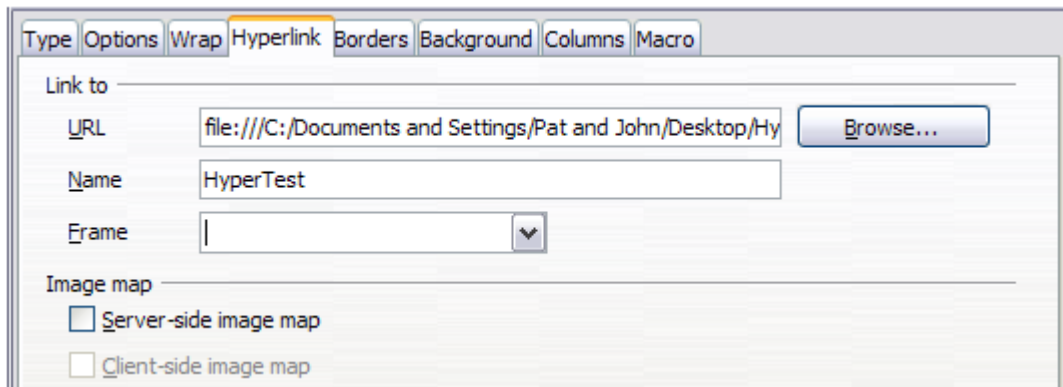 Type Options Wrap Hyperlink Borders Background Columns Macro
Link to
URL file:///C:/Documents and Settings/Pat and John/Desktop/Hy Browse...
Name HyperTest
Frame
Image map
Server-side image map
Client-side image map